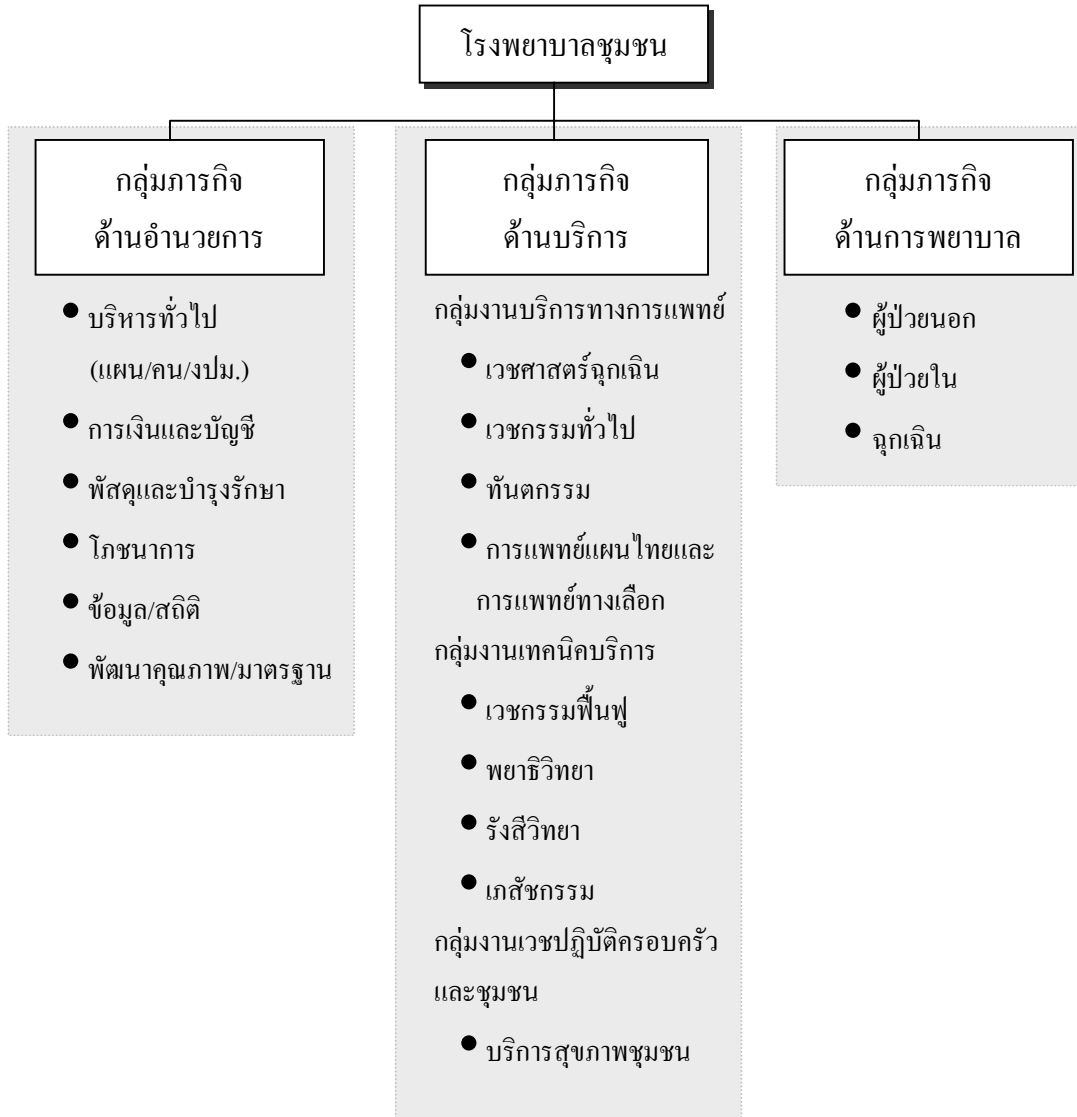 โรงพยาบาลชุมชน
กลุ่มภารกิจ
ด้านอำนวยการ
● บริหารทั่วไป
(แผน/คน/งปม.)
● การเงินและบัญชี
● พัสดุและบำรุงรักษา
● โภชนาการ
● ข้อมูล/สถิติ
● พัฒนาคุณภาพ/มาตรฐาน
กลุ่มภารกิจ
ด้านบริการ
กลุ่มงานบริการทางการแพทย์
● เวชศาสตร์ฉุกเฉิน
● เวชกรรมทั่วไป
● ทันตกรรม
● การแพทย์แผนไทยและ
การแพทย์ทางเลือก
กลุ่มงานเทคนิคบริการ
● เวชกรรมฟื้นฟู
● พยาธิวิทยา
● รังสีวิทยา
● เภสัชกรรม
กลุ่มงานเวชปฏิบัติครอบครัว
และชุมชน
● บริการสุขภาพชุมชน
กลุ่มภารกิจ
ด้านการพยาบาล
● ผู้ป่วยนอก
● ผู้ป่วยใน
● ฉุกเฉิน